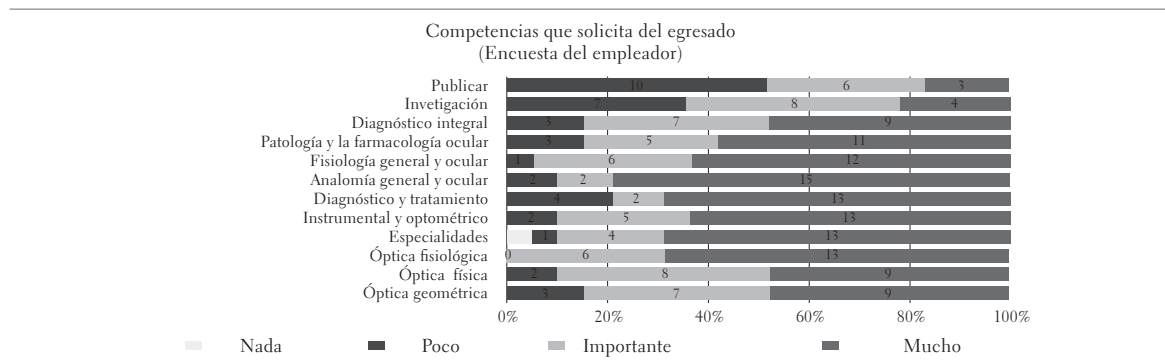 Competencias que solicita del egresado
(Encuesta del empleador)
Publicar 10 6 3
Invetigación 7 8 4
Diagnóstico integral 3 7 9
Patología y la farmacología ocular 3 5 11
Fisiología general y ocular 1 6 12
Analomía general y ocular 2 2 15
Diagnóstico y tratamiento 4 2 13
Instrumental y optométrico 2 5 13
Especialidades 1 4 13
Óptica fisiológica 0 6 13
Óptica física 2 8 9
Óptica geométrica 3 7 9
0% 20% 40% 60% 80% 100%
Nada Poco Importante Mucho